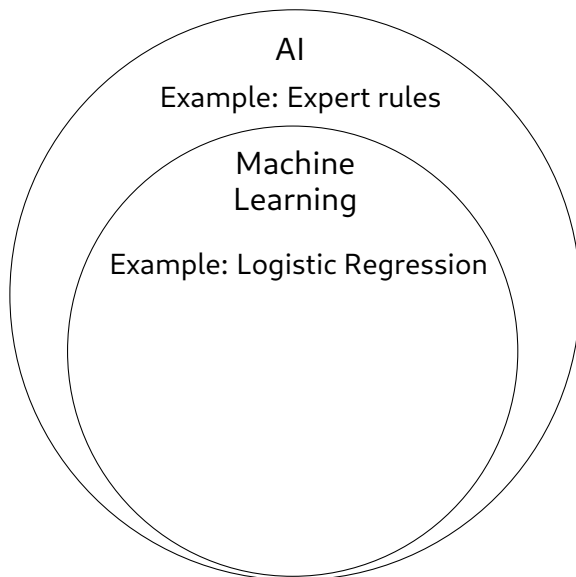 AI
Example: Expert rules
Machine
Learning
Example: Logistic Regression